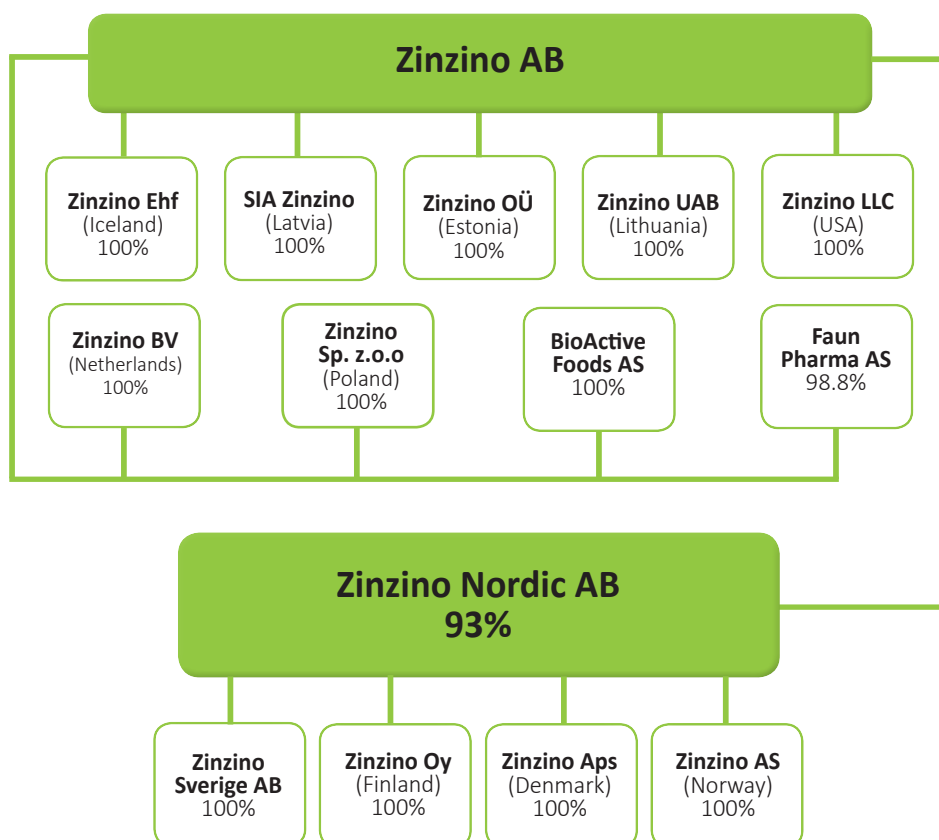 Zinzino AB
Zinzino Ehf
(Iceland)
100%
SIA Zinzino
(Latvia)
100%
Zinzino OÜ
(Estonia)
100%
Zinzino UAB
(Lithuania)
100%
Zinzino LLC
(USA)
100%
Zinzino BV
(Netherlands)
100%
Zinzino
Sp. z.o.o
(Poland)
100%
BioActive
Foods AS
100%
Faun
Pharma AS
98.8%
Zinzino Nordic AB
93%
Zinzino
Sverige AB
100%
Zinzino Oy
(Finland)
100%
Zinzino Aps
(Denmark)
100%
Zinzino AS
(Norway)
100%